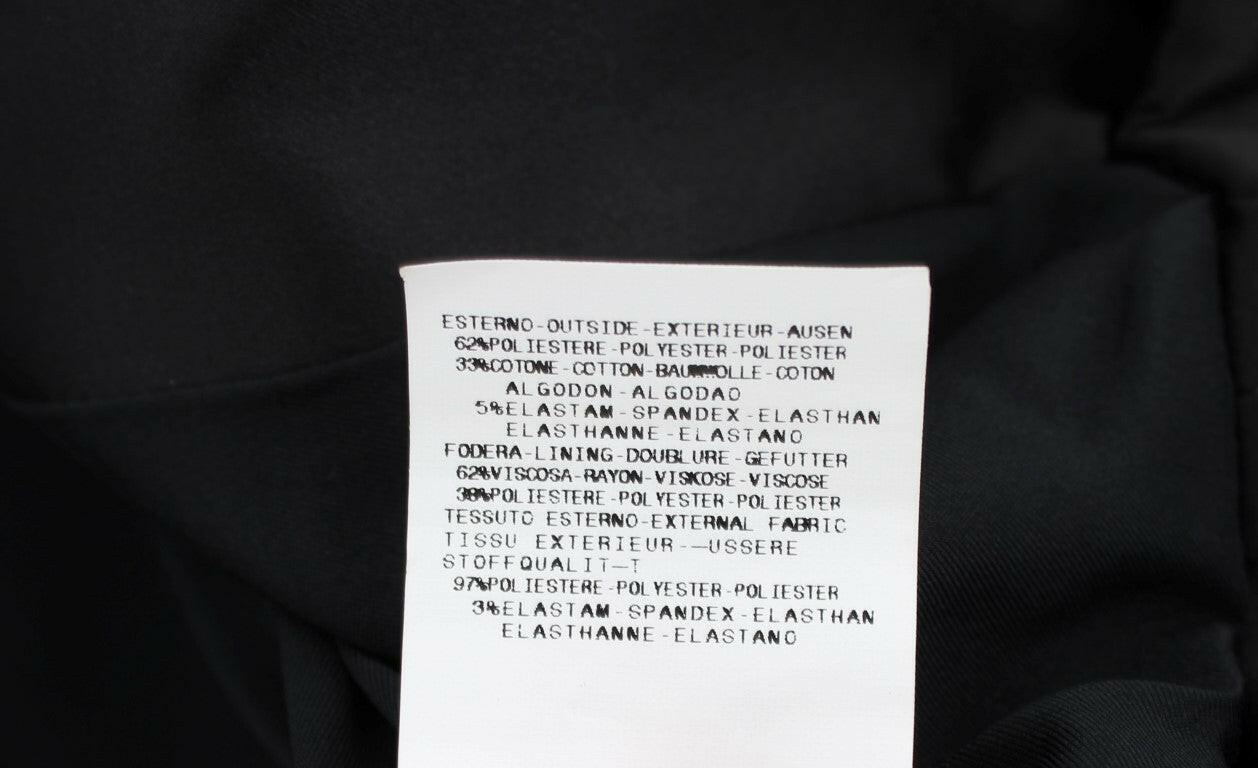 ESTERNO-OUTSIDE-EXTERIEUR-AUSEN
62%POLIESTERE-POLYESTER-POLIESTER
33%COTONE-COTTON-BAUMWOLLE-COTON
ALGODON-ALGODAO
5%ELASTAM-SPANDEX-ELASTHAN
ELASTHANNE-ELASTANO
FODERA-LINING-DOUBLURE-GEFUTTER
62%VISCOSA-RAYON-VISKOSE-VISCOSE
38%POLIESTERE-POLYESTER-POLIESTER
TESSUTO ESTERNO-EXTERNAL FABRIC
TISSU EXTERIEUR-—USSERE
STOFFQUALIT—T
97%POLIESTERE-POLYESTER-POLIESTER
3%ELASTAM-SPANDEX-ELASTHAN
ELASTHANNE-ELASTANO